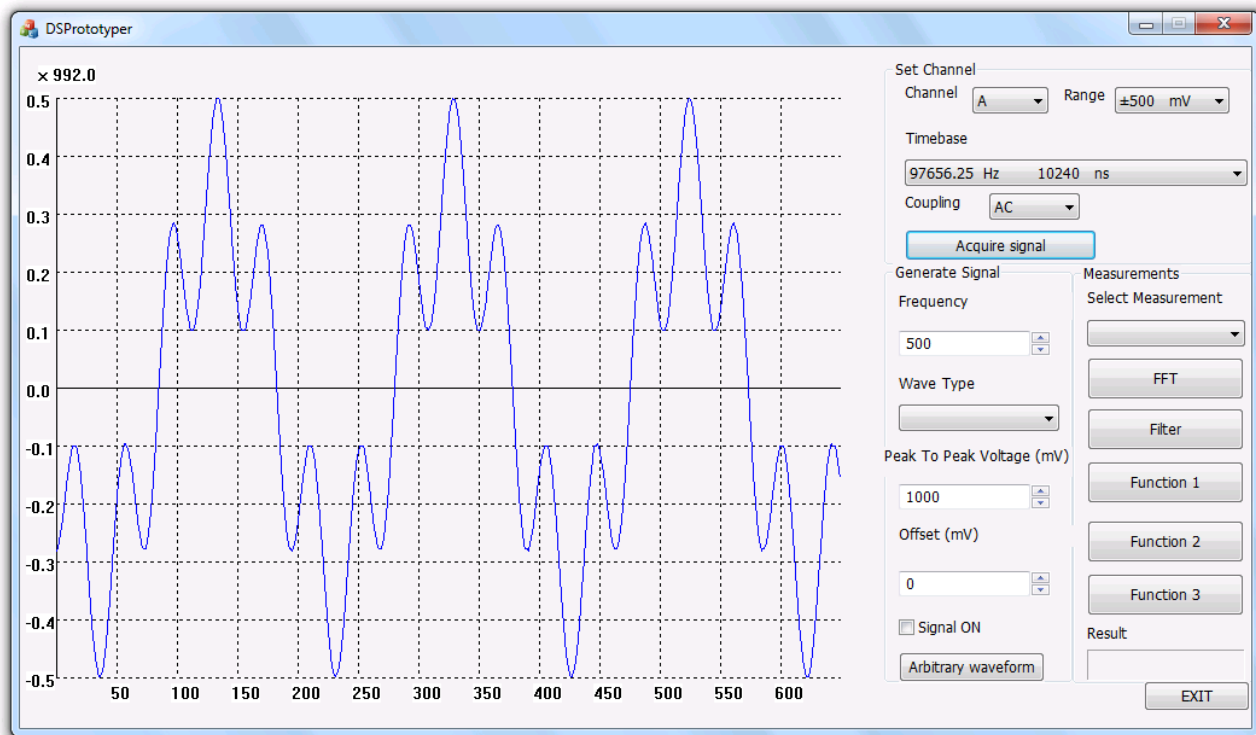 DSPrototyper
× 992.0
0.5
0.4
0.3
0.2
0.1
0.0
-0.1
-0.2
-0.3
-0.4
-0.5
50 100 150 200 250 300 350 400 450 500 550 600
Set Channel
Channel A Range ±500 mV
Timebase
97656.25 Hz 10240 ns
Coupling AC
Acquire signal
Generate Signal
Frequency
500
Wave Type
Peak To Peak Voltage (mV)
1000
Offset (mV)
0
Signal ON
Arbitrary waveform
Measurements
Select Measurement
FFT
Filter
Function 1
Function 2
Function 3
Result
EXIT